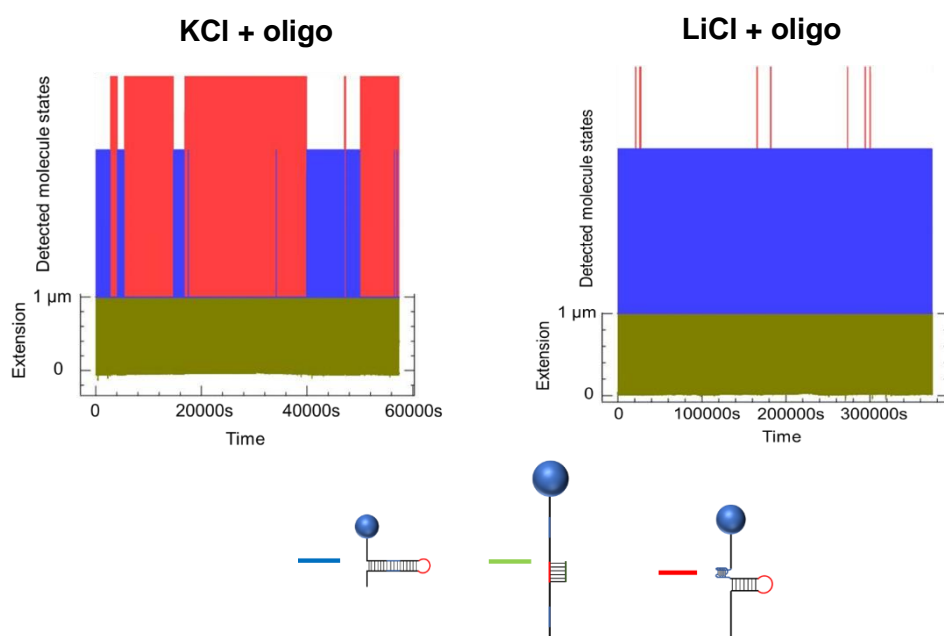 KCl + oligo
LiCl + oligo
Detected molecule states
Extension
1 µm
0
0 20000s 40000s 60000s
Time
Detected molecule states
Extension
1 µm
0
0 100000s 200000s 300000s
Time